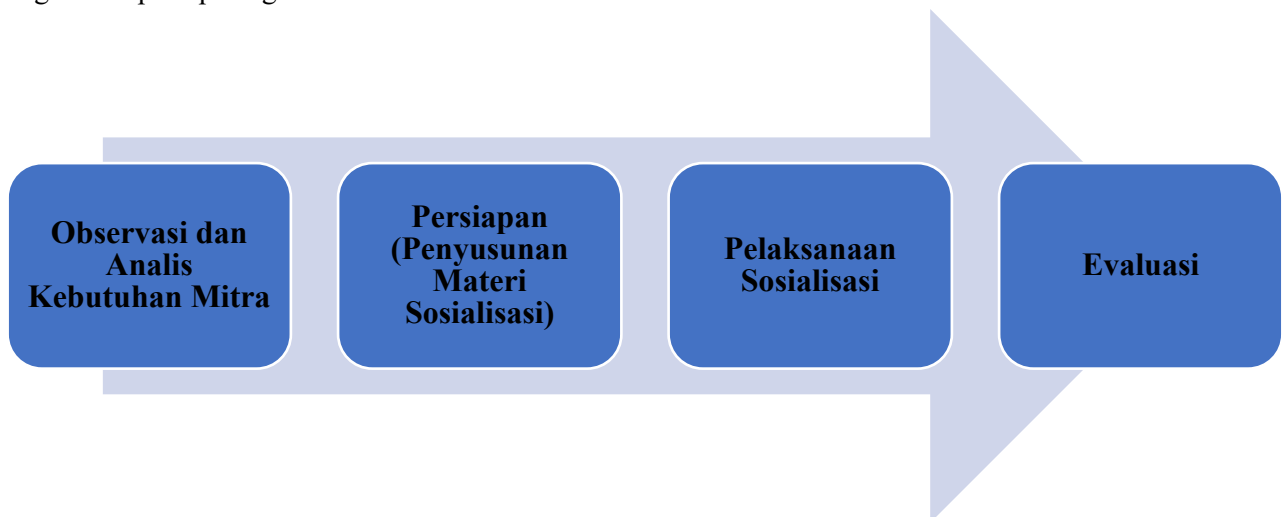 Observasi dan
Analis
Kebutuhan Mitra
Persiapan
(Penyusunan
Materi
Sosialisasi)
Pelaksanaan
Sosialisasi
Evaluasi